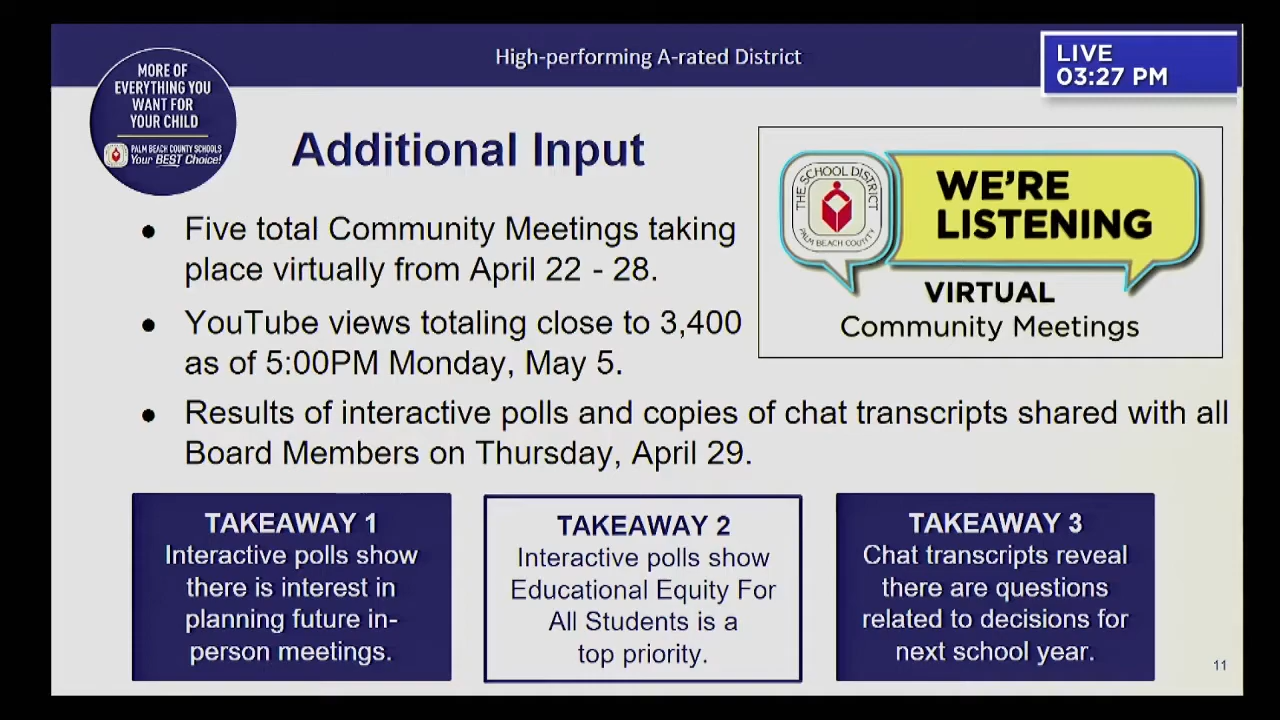 High-performing A-rated District
LIVE
03:27 PM
MORE OF
EVERYTHING YOU
WANT FOR
YOUR CHILD
PALM BEACH COUNTY SCHOOLS
Your BEST Choice!
Additional Input
THE SCHOOL DISTRICT
PALM BEACH COUNTY
WE'RE
LISTENING
VIRTUAL
Community Meetings
● Five total Community Meetings taking
place virtually from April 22 - 28.
● YouTube views totaling close to 3,400
as of 5:00PM Monday, May 5.
● Results of interactive polls and copies of chat transcripts shared with all
Board Members on Thursday, April 29.
TAKEAWAY 1
Interactive polls show
there is interest in
planning future in-
person meetings.
TAKEAWAY 2
Interactive polls show
Educational Equity For
All Students is a
top priority.
TAKEAWAY 3
Chat transcripts reveal
there are questions
related to decisions for
next school year.
11